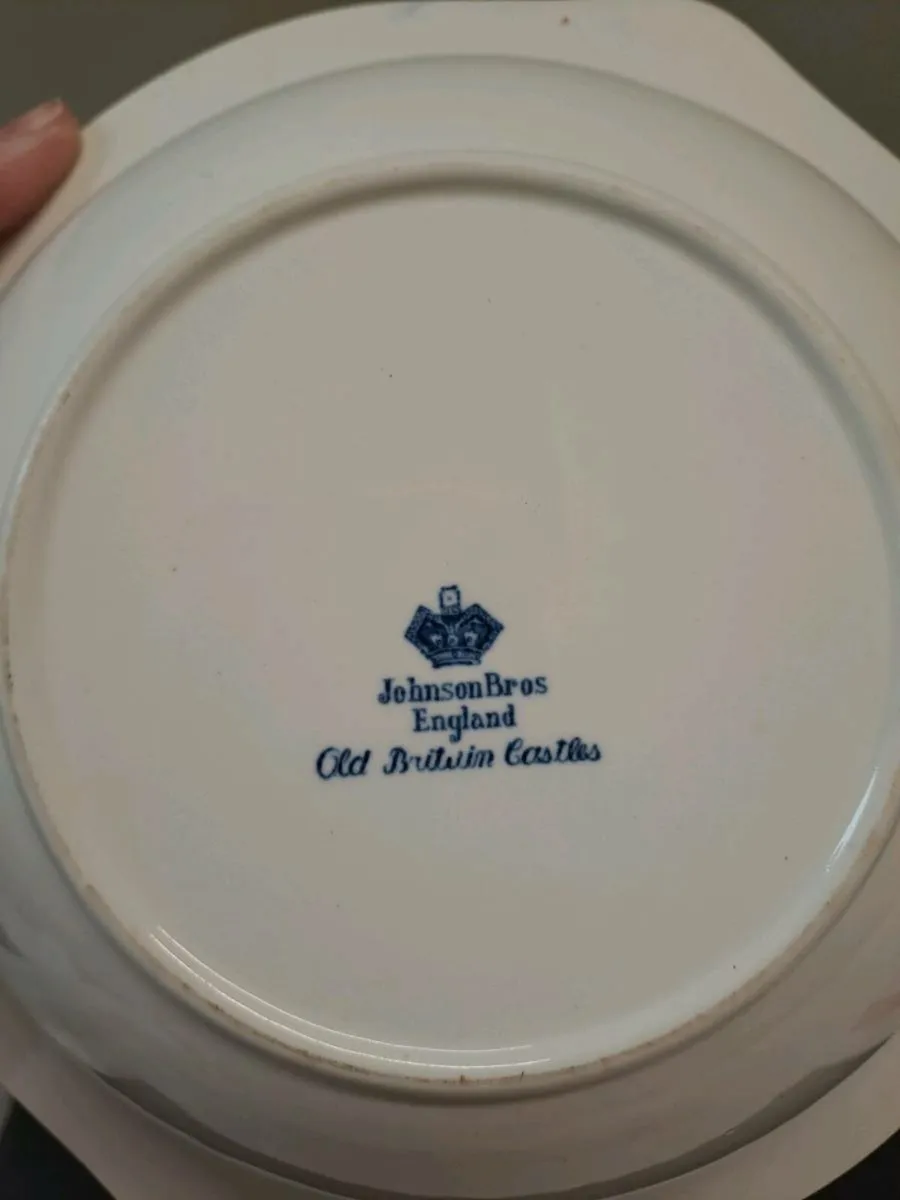 Johnson Bros
England
Old Britain Castles